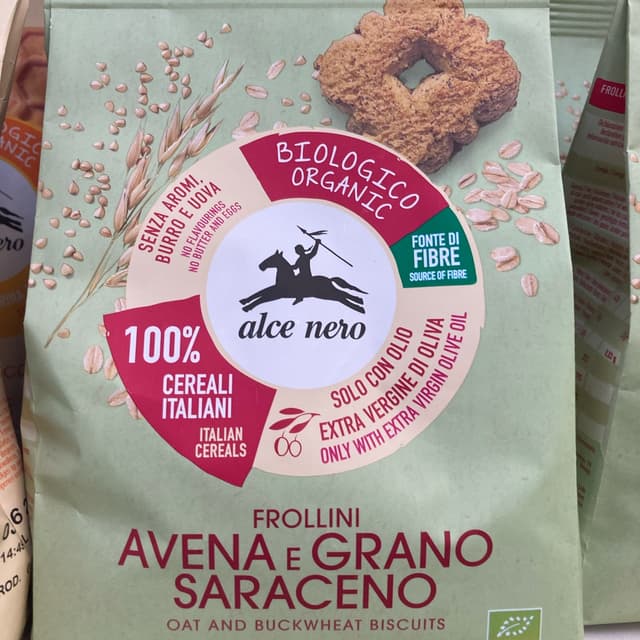 BIOLOGICO
ORGANIC
SENZA AROMI,
BURRO E UOVA
NO FLAVOURINGS
NO BUTTER AND EGGS
FONTE DI
FIBRE
SOURCE OF FIBRE
alce nero
100%
CEREALI
ITALIANI
ITALIAN
CEREALS
SOLO CON OLIO
EXTRA VERGINE DI OLIVA
ONLY WITH EXTRA VIRGIN OLIVE OIL
FROLLINI
AVENA E GRANO
SARACENO
OAT AND BUCKWHEAT BISCUITS